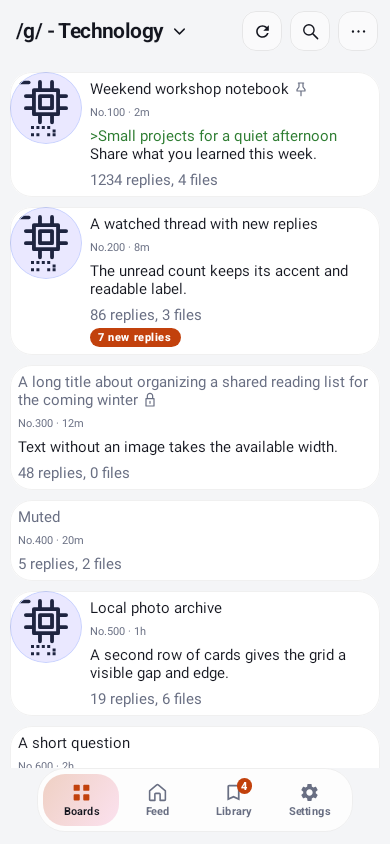 /g/ - Technology
Weekend workshop notebook
No.100 · 2m
>Small projects for a quiet afternoon
Share what you learned this week.
1234 replies, 4 files
A watched thread with new replies
No.200 · 8m
The unread count keeps its accent and
readable label.
86 replies, 3 files
7 new replies
A long title about organizing a shared reading list for
the coming winter
No.300 · 12m
Text without an image takes the available width.
48 replies, 0 files
Muted
No.400 · 20m
5 replies, 2 files
No.500 · 1h
Local photo archive
A second row of cards gives the grid a
visible gap and edge.
19 replies, 6 files
A short question
No.600 · 2h
4
Boards
Feed
Library
Settings